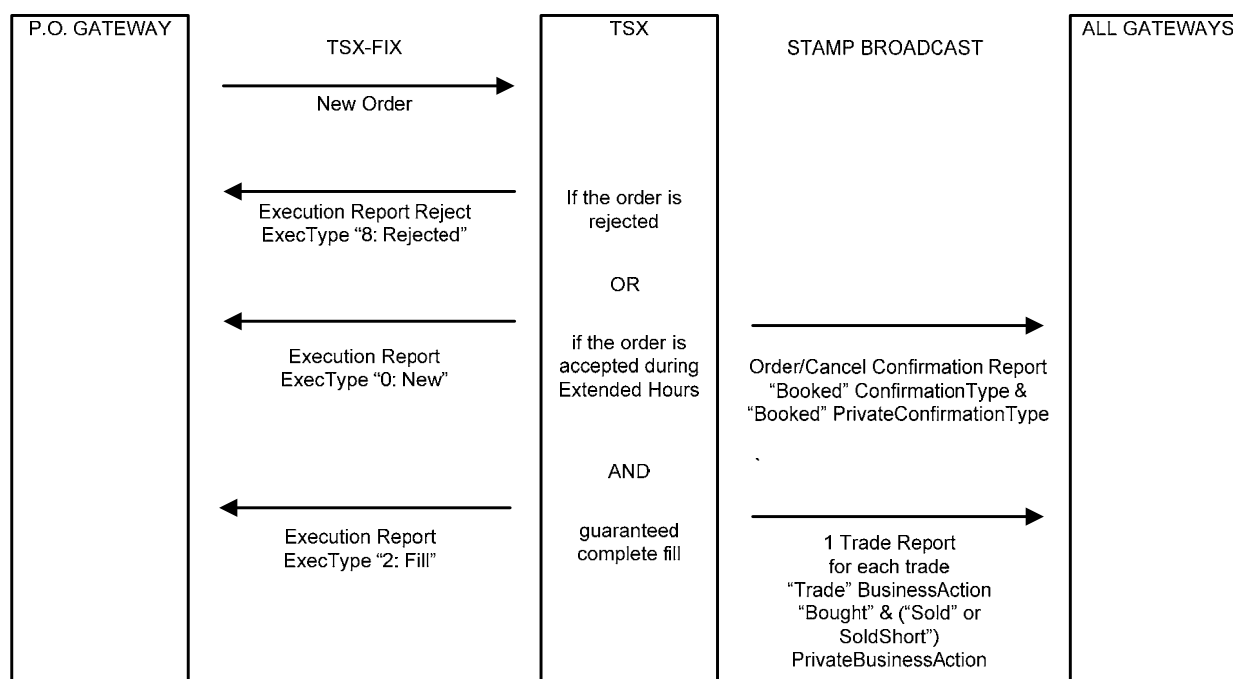 P.O. GATEWAY
TSX-FIX
TSX
STAMP BROADCAST
ALL GATEWAYS
New Order
Execution Report Reject
ExecType “8: Rejected”
If the order is
rejected
OR
Execution Report
ExecType “0: New”
if the order is
accepted during
Extended Hours
Order/Cancel Confirmation Report
“Booked” ConfirmationType &
“Booked” PrivateConfirmationType
`
AND
Execution Report
ExecType “2: Fill”
guaranteed
complete fill
1 Trade Report
for each trade
“Trade” BusinessAction
“Bought” & (“Sold” or
SoldShort”)
PrivateBusinessAction